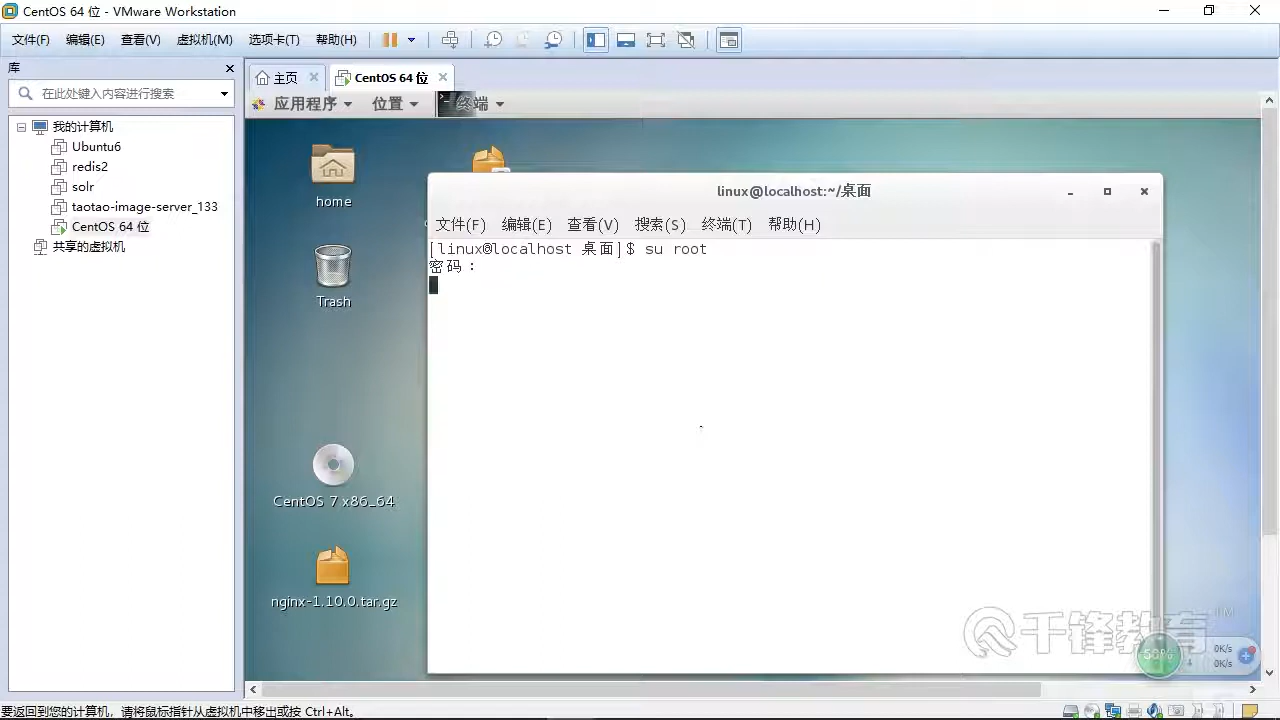 CentOS 64 位 - VMware Workstation
文件(F) 编辑(E) 查看(V) 虚拟机(M) 选项卡(T) 帮助(H)
库
在此处键入内容进行搜索
我的计算机
Ubuntu6
redis2
solr
taotao-image-server_133
CentOS 64 位
共享的虚拟机
主页 CentOS 64 位
应用程序 位置 终端
home
Trash
CentOS 7 x86_64
nginx-1.10.0.tar.gz
linux@localhost:~/桌面
文件(F) 编辑(E) 查看(V) 搜索(S) 终端(T) 帮助(H)
[linux@localhost 桌面]$ su root
密码：
千锋教育 TM
59%
0K/s
0K/s
要返回到您的计算机，请将鼠标指针从虚拟机中移出或按 Ctrl+Alt。